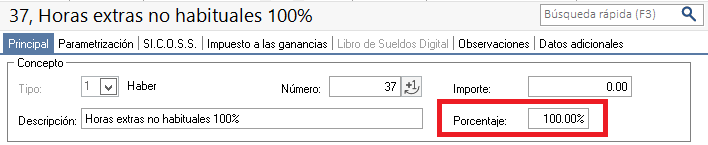 37, Horas extras no habituales 100%
Búsqueda rápida (F3)
Principal Parametrización SI.C.O.S.S. Impuesto a las ganancias Libro de Sueldos Digital Observaciones Datos adicionales
Concepto
Tipo: 1 Haber Número: 37 +1 Importe: 0.00
Descripción: Horas extras no habituales 100% Porcentaje: 100.00%